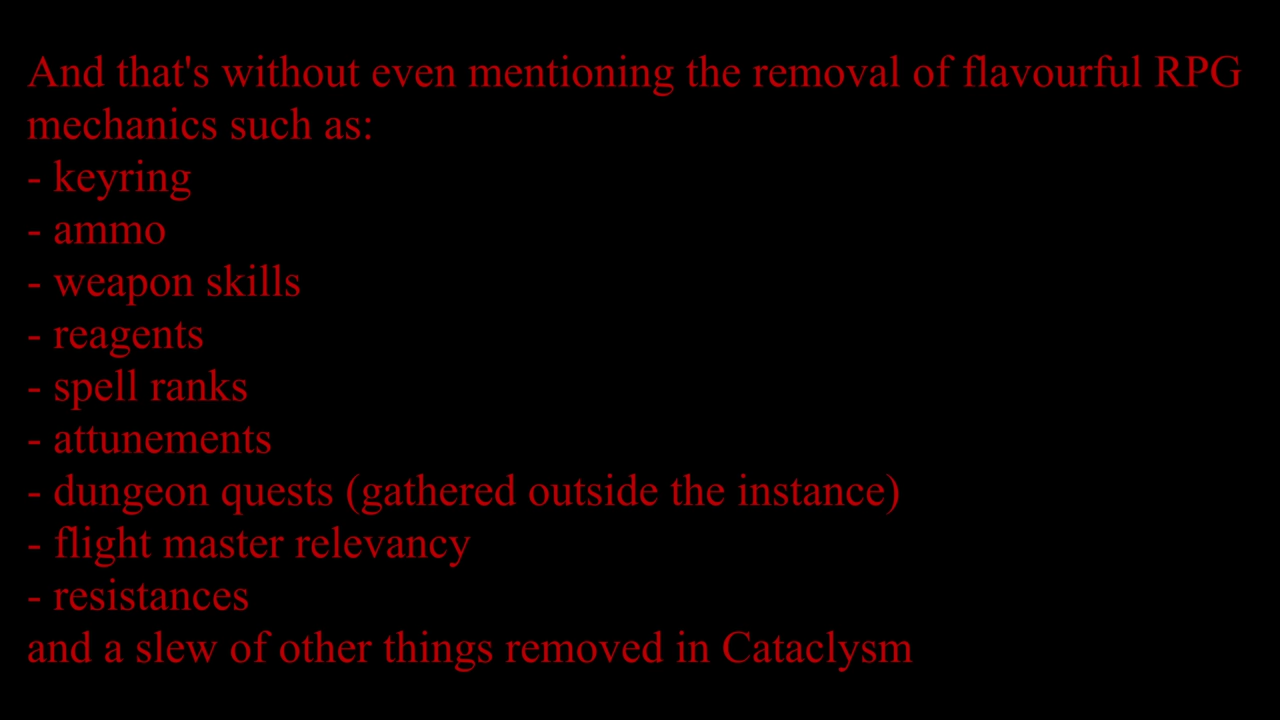 And that's without even mentioning the removal of flavourful RPG
mechanics such as:
- keyring
- ammo
- weapon skills
- reagents
- spell ranks
- attunements
- dungeon quests (gathered outside the instance)
- flight master relevancy
- resistances
and a slew of other things removed in Cataclysm